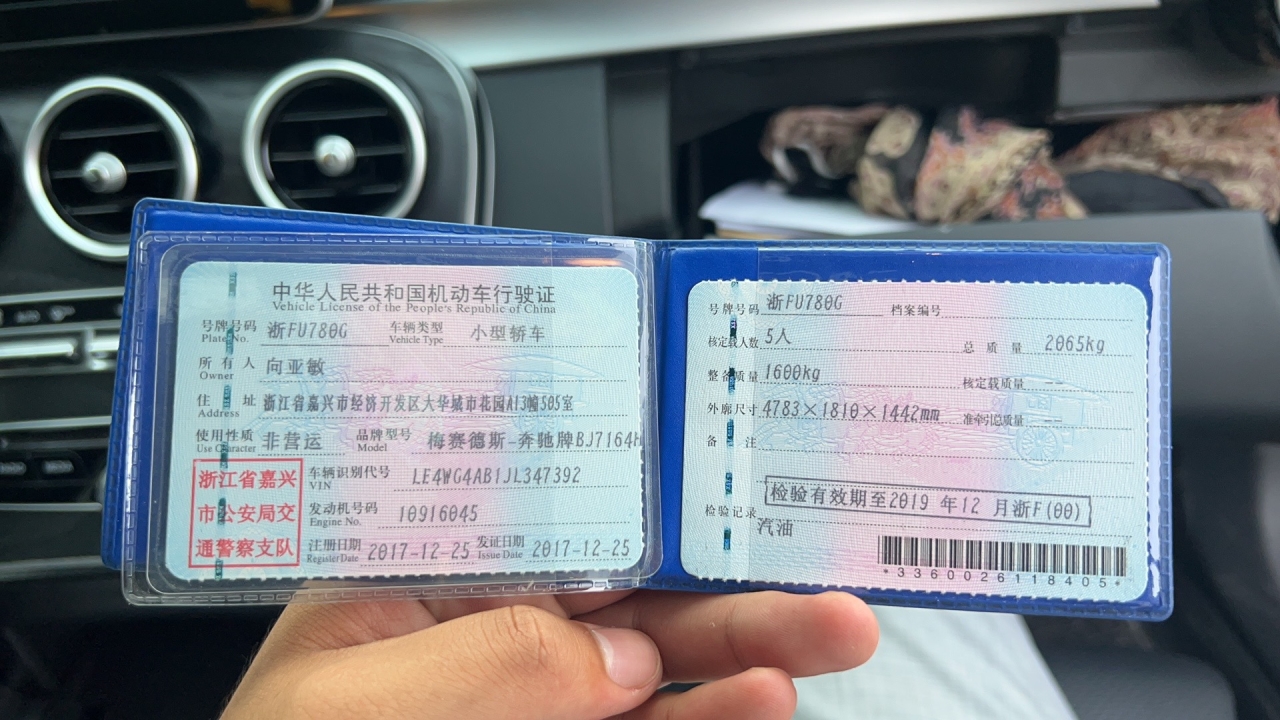 中华人民共和国机动车行驶证
Vehicle License of the People's Republic of China
号牌号码 浙FU780G 车辆类型 小型轿车
Plate No. Vehicle Type
所有人 向亚敏
Owner
住址 浙江省嘉兴市经济开发区大华城市花园A13幢505室
Address
使用性质 非营运 品牌型号 梅赛德斯-奔驰牌BJ7164H
Use Character Model
浙江省嘉兴
市公安局交
通警察支队
车辆识别代号 LE4WG4AB1JL347392
VIN
发动机号码 10916045
Engine No.
注册日期 2017-12-25 发证日期 2017-12-25
Register Date Issue Date
号牌号码 浙FU780G 档案编号
核定载人数 5人 总质量 2065kg
整备质量 1600kg 核定载质量 --
外廓尺寸 4783×1810×1442mm 准牵引总质量 --
备注
检验有效期至2019 年12 月浙F(00)
检验记录
汽油
*3360026118405*